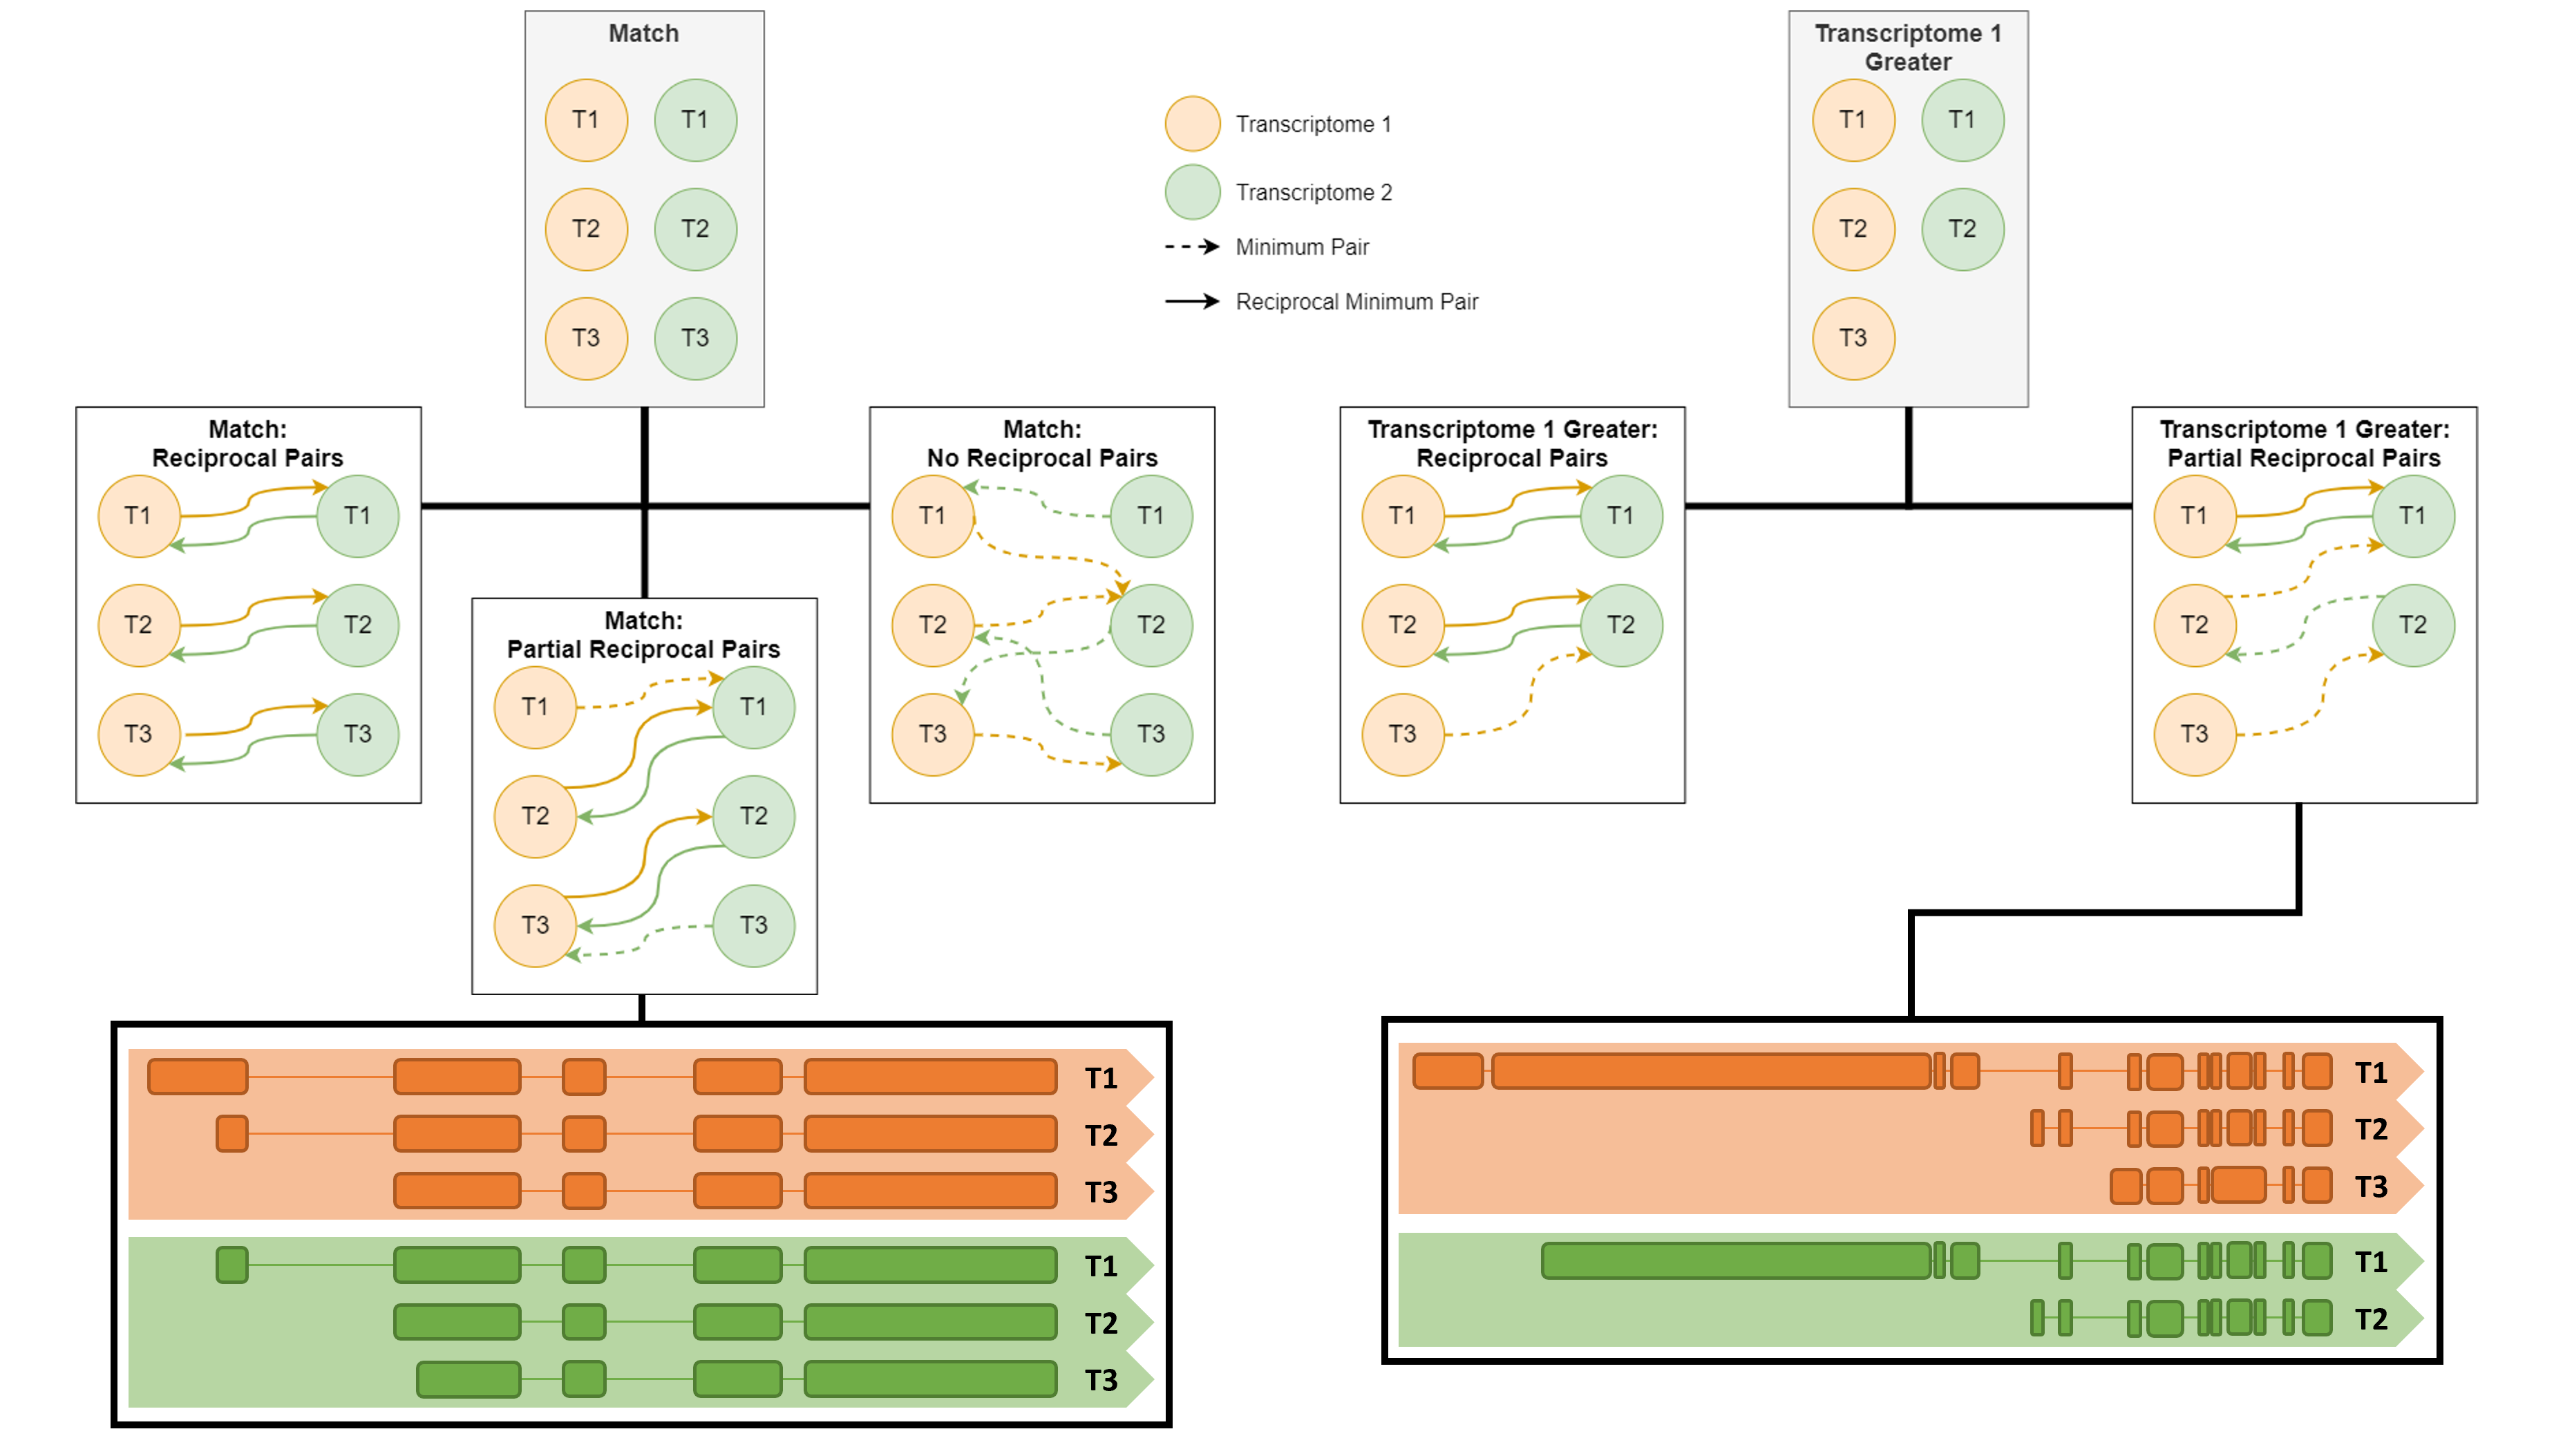 Match
T1
T1
T2
T2
T3
T3
Transcriptome 1
Transcriptome 2
Minimum Pair
Reciprocal Minimum Pair
Transcriptome 1
Greater
T1
T1
T2
T2
T3
Match:
Reciprocal Pairs
T1
T1
T2
T2
T3
T3
Match:
Partial Reciprocal Pairs
T1
T1
T2
T2
T3
T3
Match:
No Reciprocal Pairs
T1
T1
T2
T2
T3
T3
Transcriptome 1 Greater:
Reciprocal Pairs
T1
T1
T2
T2
T3
Transcriptome 1 Greater:
Partial Reciprocal Pairs
T1
T1
T2
T2
T3
T1
T2
T3
T1
T2
T3
T1
T2
T3
T1
T2